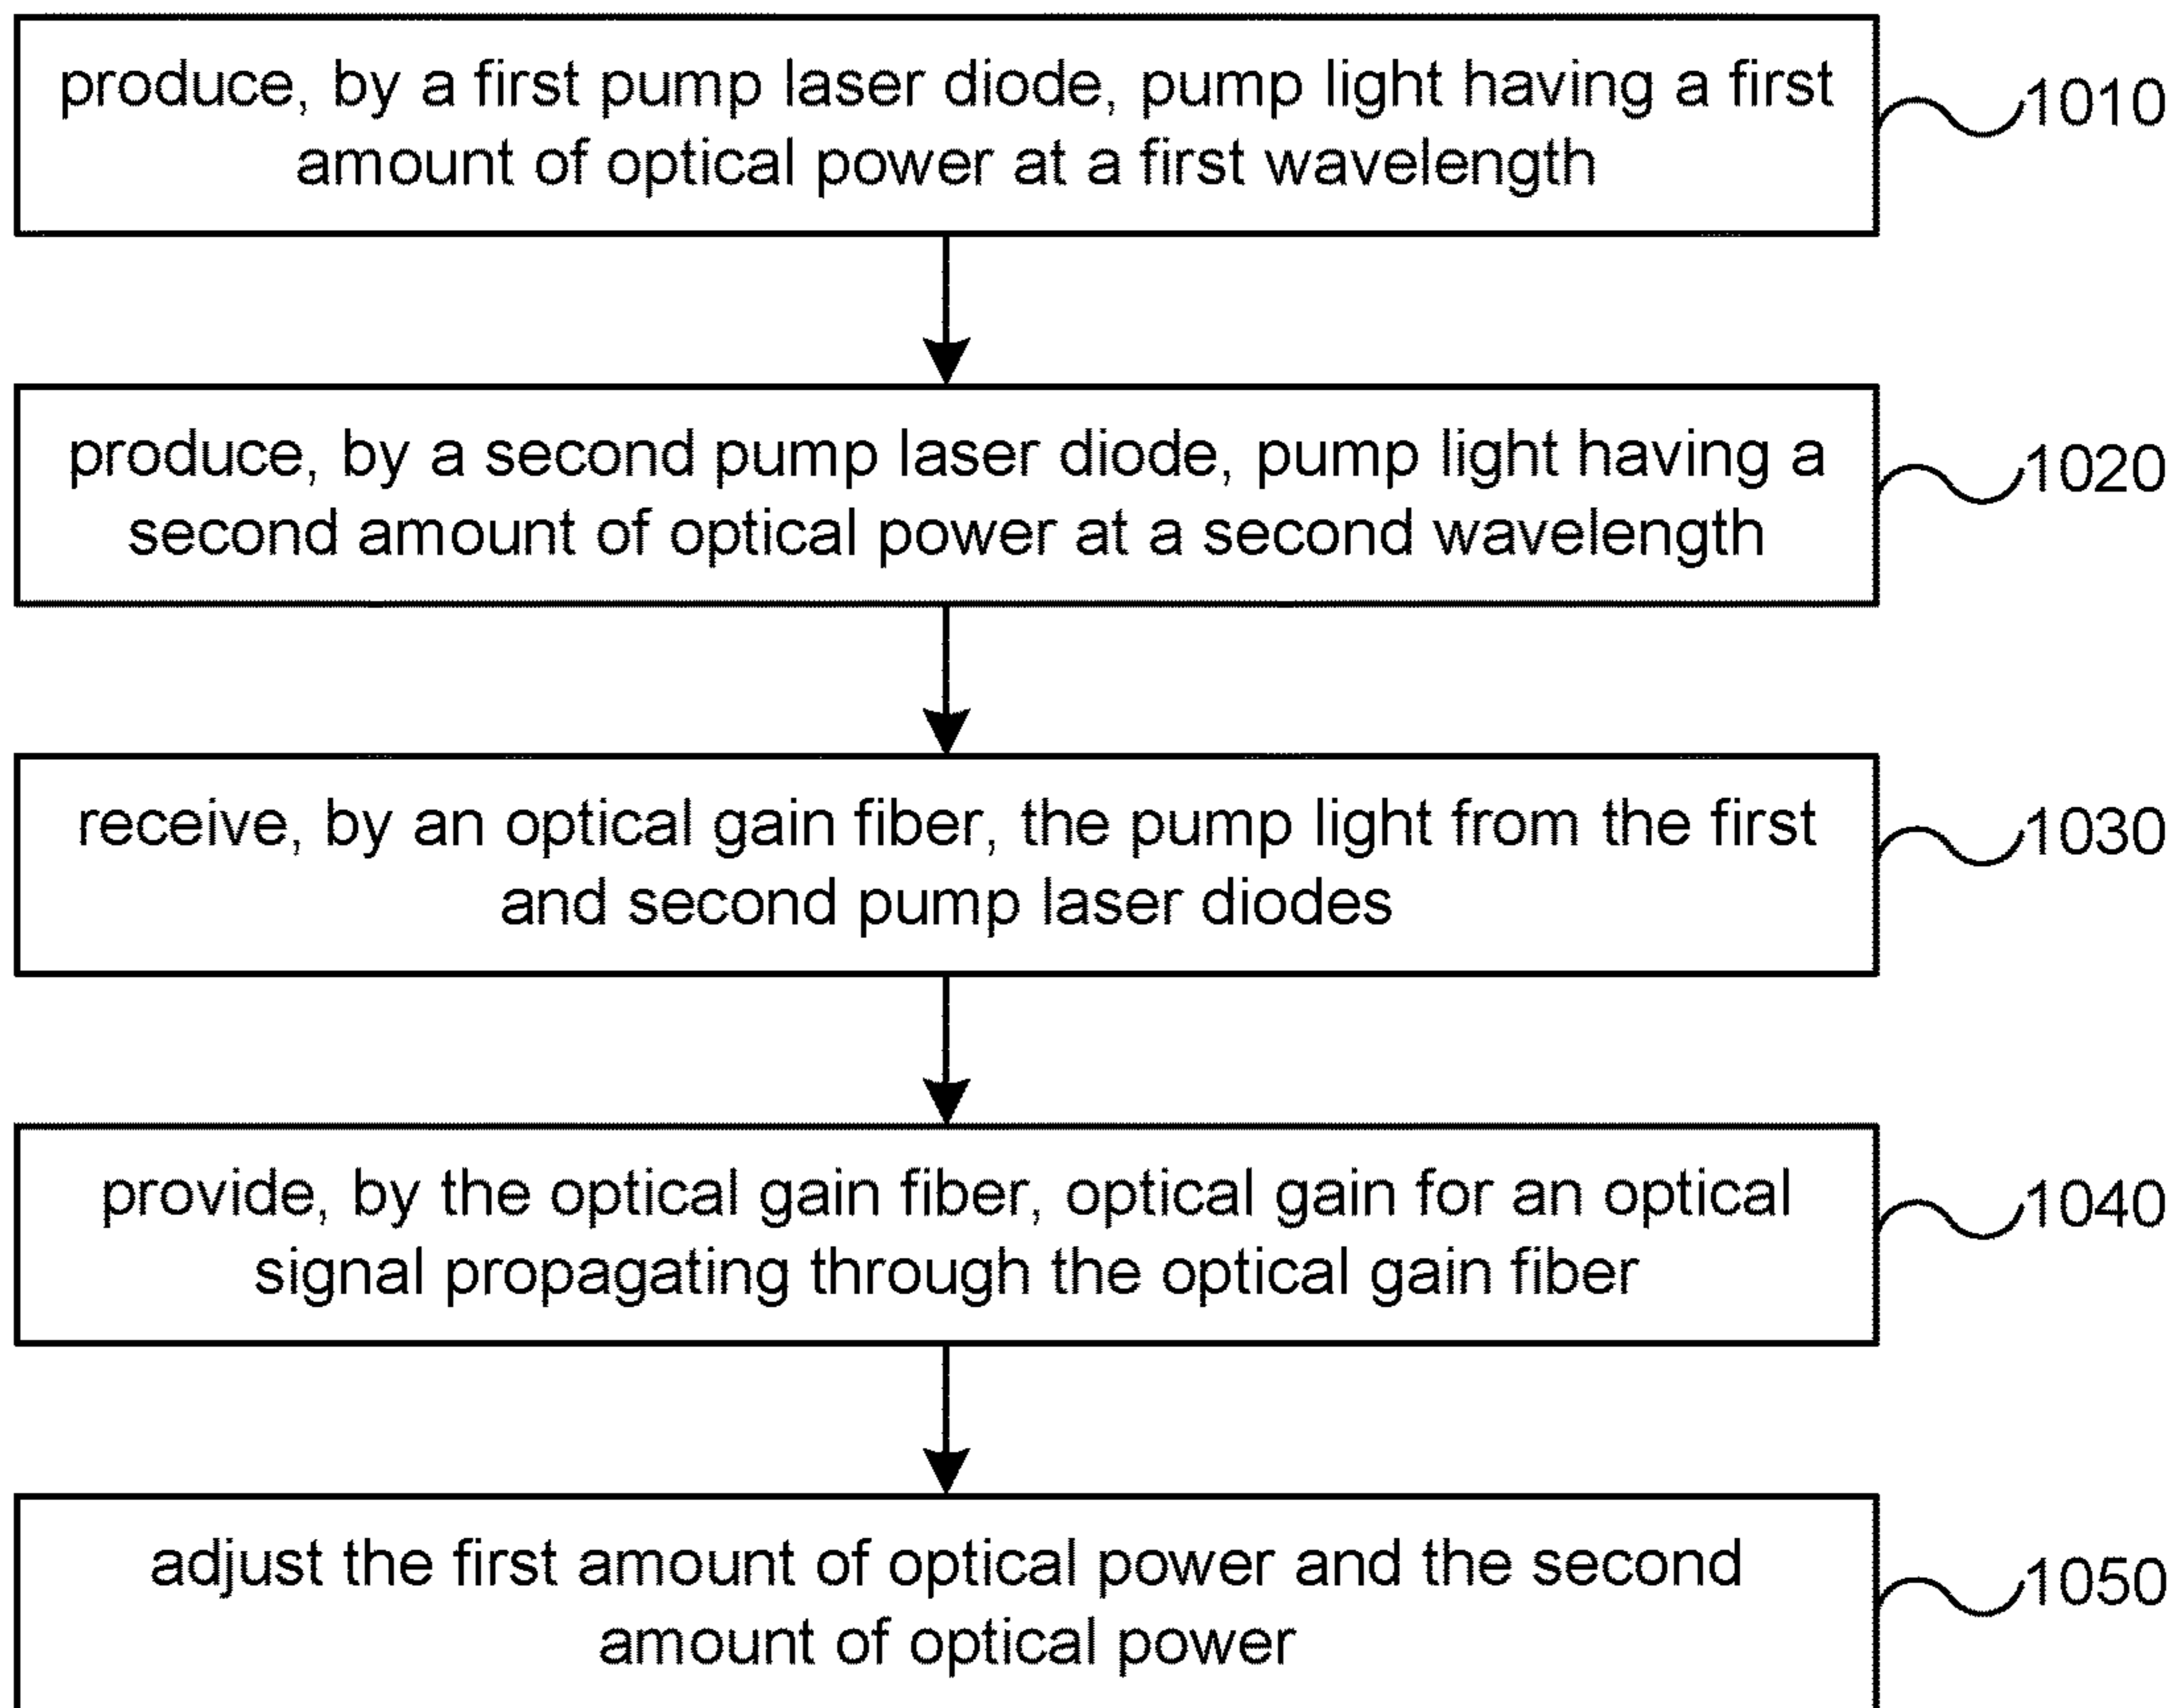 produce, by a first pump laser diode, pump light having a first
amount of optical power at a first wavelength
1010
produce, by a second pump laser diode, pump light having a
second amount of optical power at a second wavelength
1020
receive, by an optical gain fiber, the pump light from the first
and second pump laser diodes
1030
provide, by the optical gain fiber, optical gain for an optical
signal propagating through the optical gain fiber
1040
adjust the first amount of optical power and the second
amount of optical power
1050